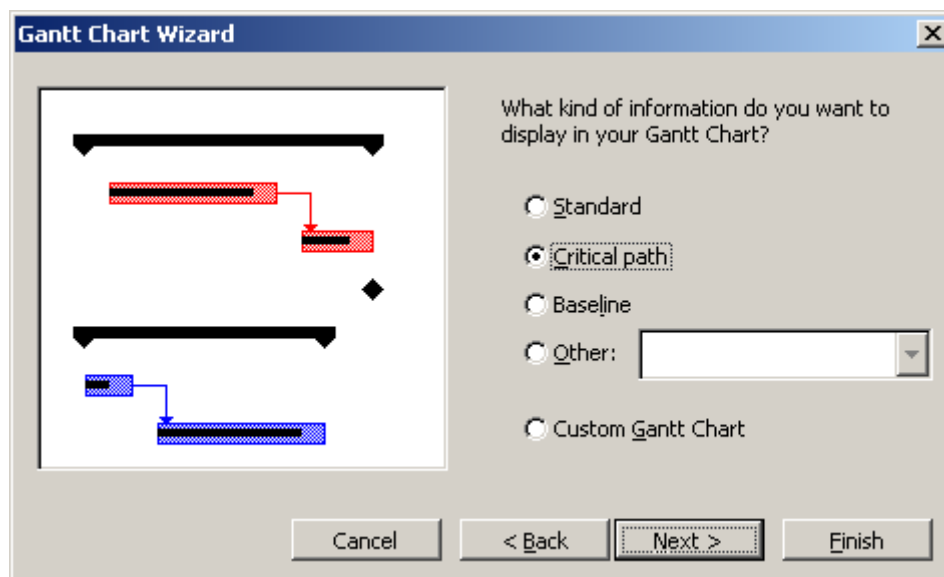 Gantt Chart Wizard
What kind of information do you want to
display in your Gantt Chart?
Standard
Critical path
Baseline
Other:
Custom Gantt Chart
Cancel
< Back
Next >
Finish